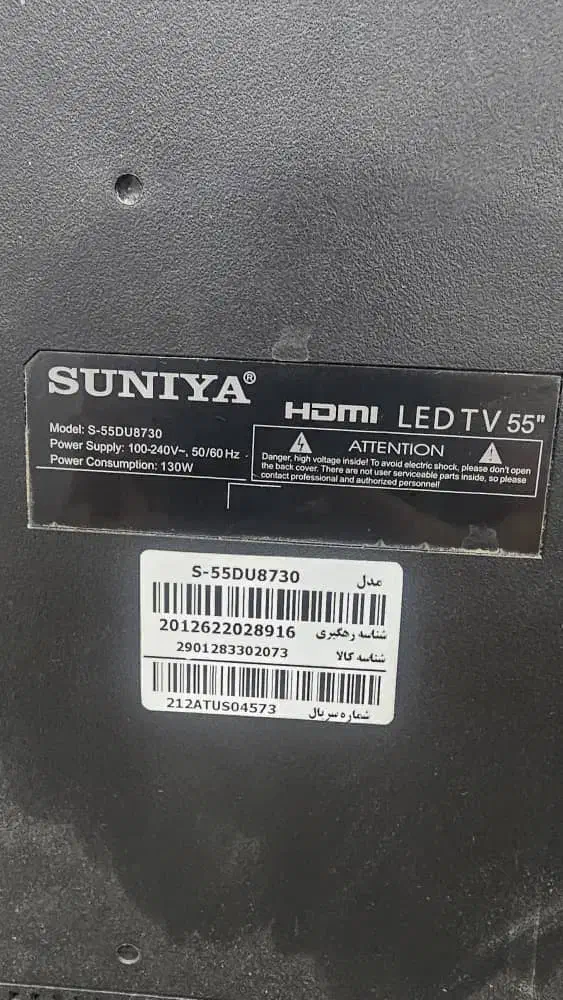 SUNIYA®
HDMI LED TV 55"
Model: S-55DU8730
Power Supply: 100-240V~, 50/60 Hz
Power Consumption: 130W
ATTENTION
Danger, high voltage inside! To avoid electric shock, please don't open
the back cover. There are not user serviceable parts inside, so please
contact professional and authorized personnel!
S-55DU8730 مدل
2012622028916 شناسه رهگیری
2901283302073 شناسه کالا
212ATUS04573 شماره سریال